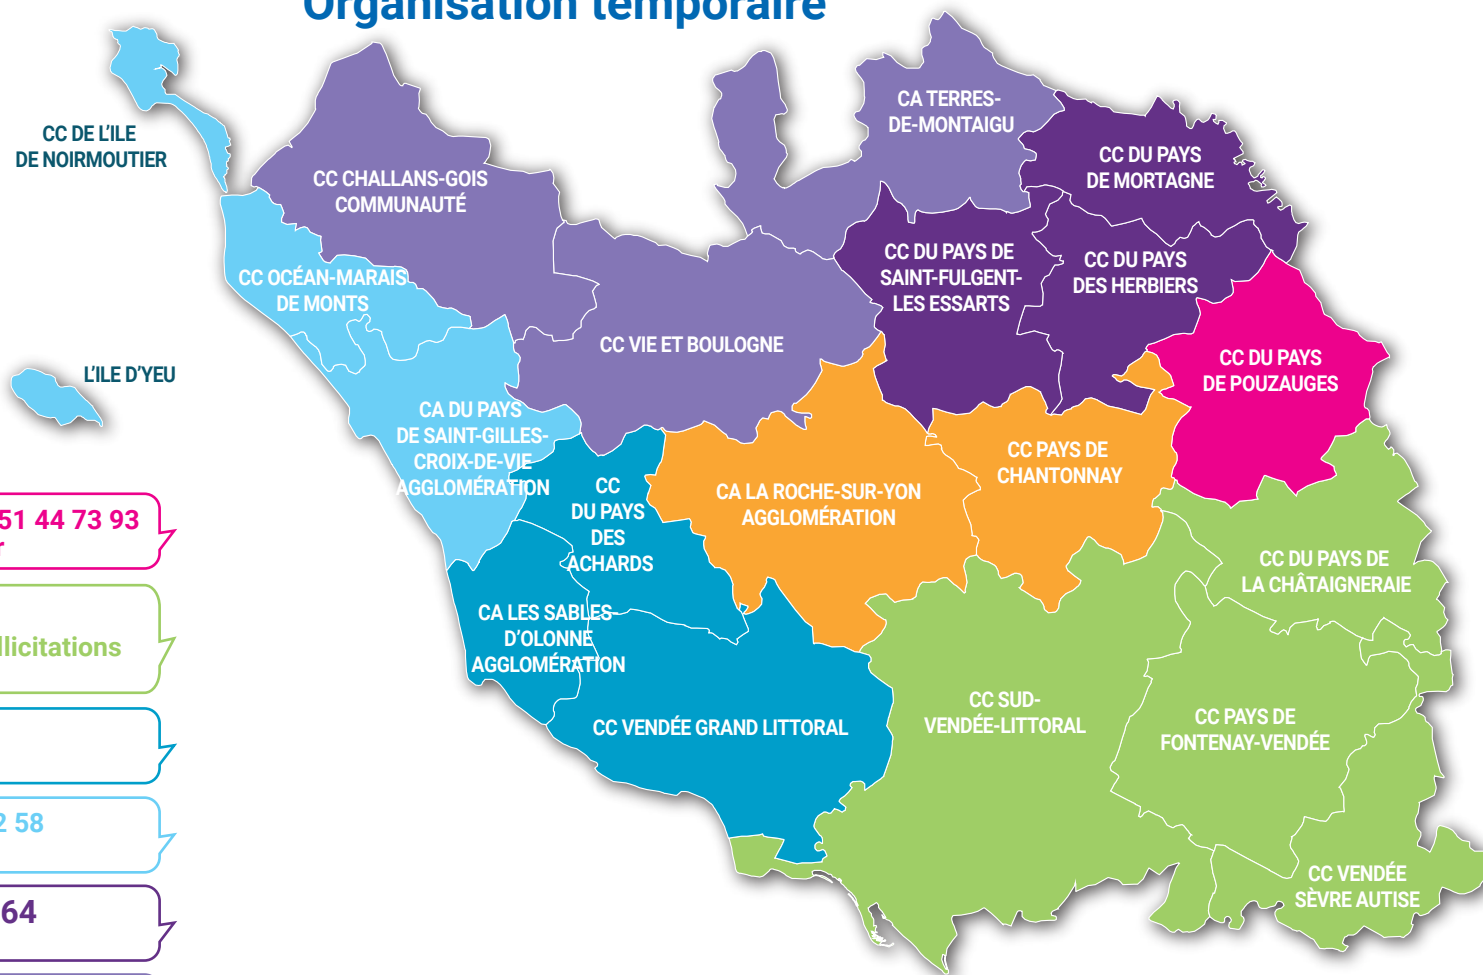 Organisation temporaire
CC DE L'ILE
DE NOIRMOUTIER
CC CHALLANS-GOIS
COMMUNAUTÉ
CA TERRES-
DE-MONTAIGU
CC DU PAYS
DE MORTAGNE
CC OCÉAN-MARAIS
DE MONTS
CC DU PAYS DE
SAINT-FULGENT-
LES ESSARTS
CC DU PAYS
DES HERBIERS
CC VIE ET BOULOGNE
L'ILE D'YEU
CC DU PAYS
DE POUZAUGES
CA DU PAYS
DE SAINT-GILLES-
CROIX-DE-VIE
AGGLOMÉRATION
CC
DU PAYS
DES
ACHARDS
CA LA ROCHE-SUR-YON
AGGLOMÉRATION
CC PAYS DE
CHANTONNAY
CC DU PAYS DE
LA CHÂTAIGNERAIE
CA LES SABLES-
D'OLONNE
AGGLOMÉRATION
CC VENDÉE GRAND LITTORAL
CC SUD-
VENDÉE-LITTORAL
CC PAYS DE
FONTENAY-VENDÉE
CC VENDÉE
SÈVRE AUTISE
51 44 73 93
r
llicitations
2 58
64